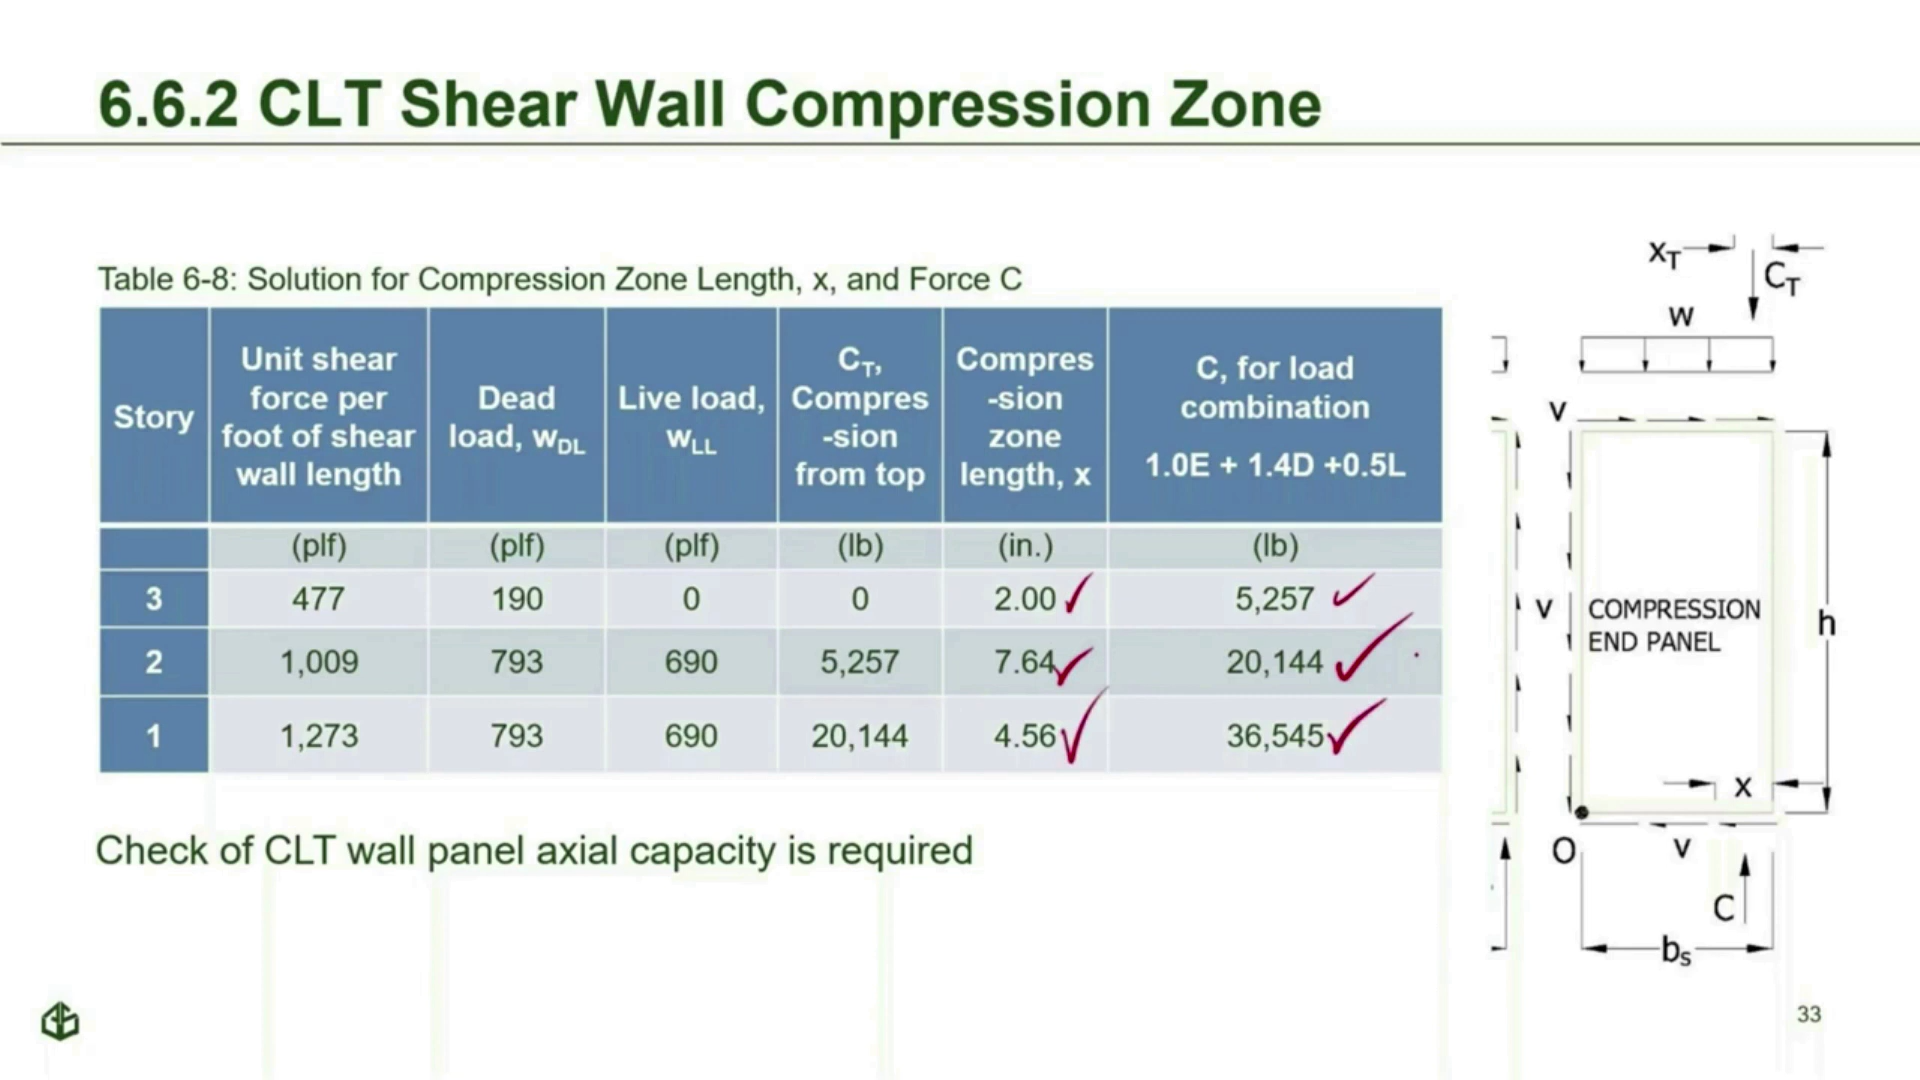 6.6.2 CLT Shear Wall Compression Zone
Table 6-8: Solution for Compression Zone Length, x, and Force C
Story
Unit shear
force per
foot of shear
wall length
Dead
load, wDL
Live load,
wLL
CT,
Compres
-sion
from top
Compres
-sion
zone
length, x
C, for load
combination
1.0E + 1.4D +0.5L
(plf) (plf) (plf) (lb) (in.) (lb)
3 477 190 0 0 2.00 5,257
2 1,009 793 690 5,257 7.64 20,144
1 1,273 793 690 20,144 4.56 36,545
Check of CLT wall panel axial capacity is required
xT
CT
w
v
v
COMPRESSION
END PANEL
h
x
O
v
C
bs
33